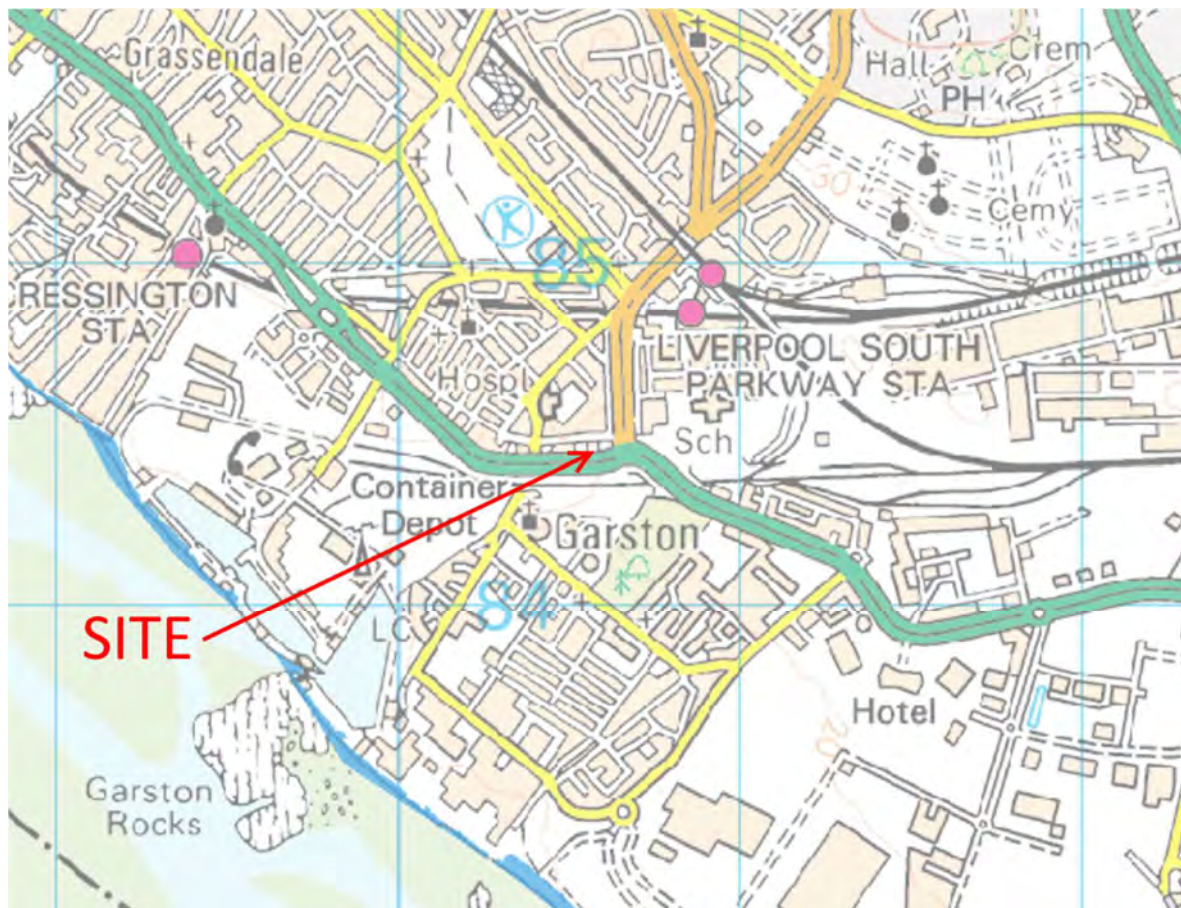 Grassendale
Hall
Crem
PH
30
Cemy
85
RESSINGTON
STA
LIVERPOOL SOUTH
PARKWAY STA
Hospl
Sch
Container
Depot
Garston
84
SITE
LC
Hotel
20
Garston
Rocks